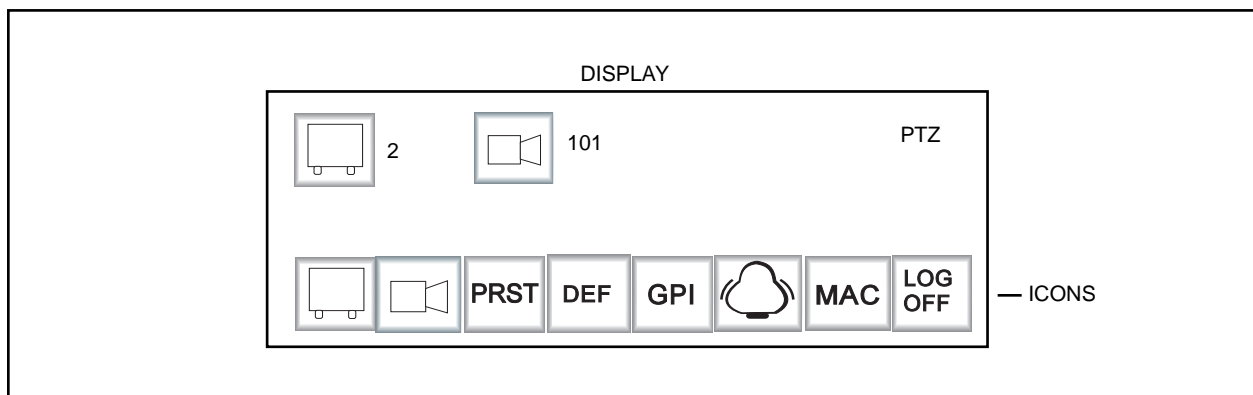 DISPLAY
2
101
PTZ
PRST
DEF
GPI
MAC
LOG
OFF
ICONS